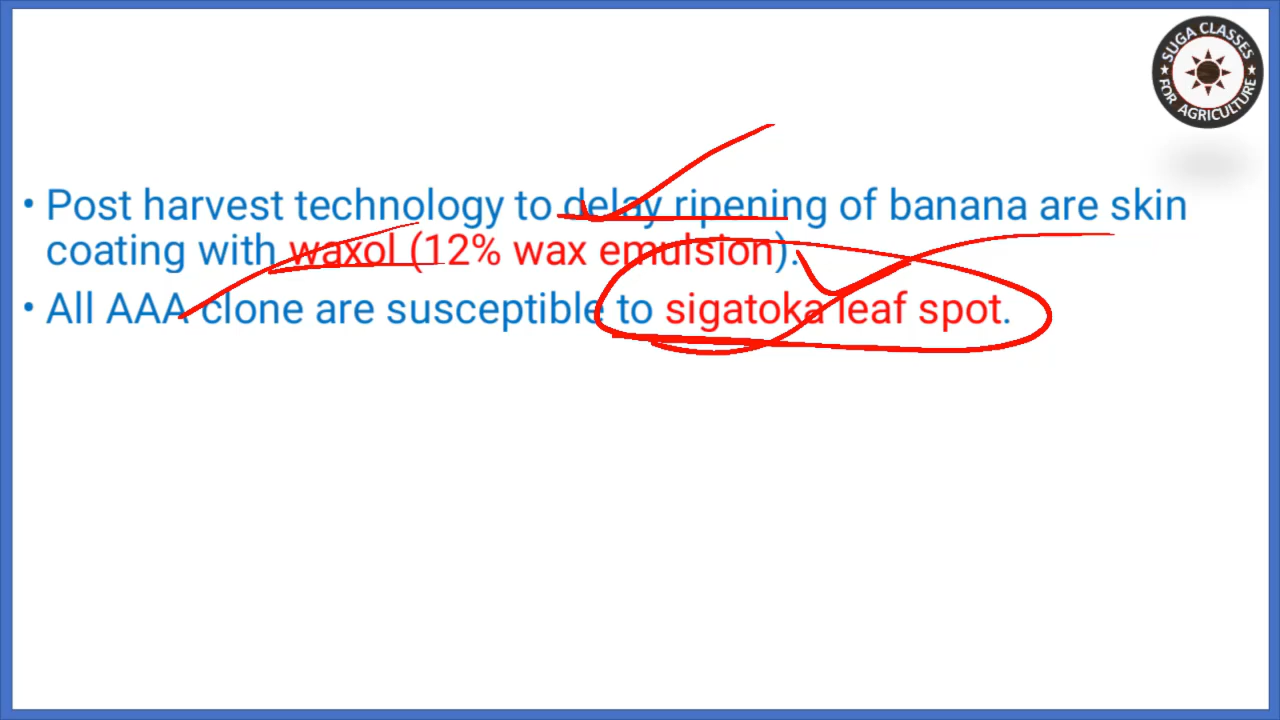 SUGA CLASSES
FOR AGRICULTURE
• Post harvest technology to delay ripening of banana are skin
coating with waxol (12% wax emulsion).
• All AAA clone are susceptible to sigatoka leaf spot.